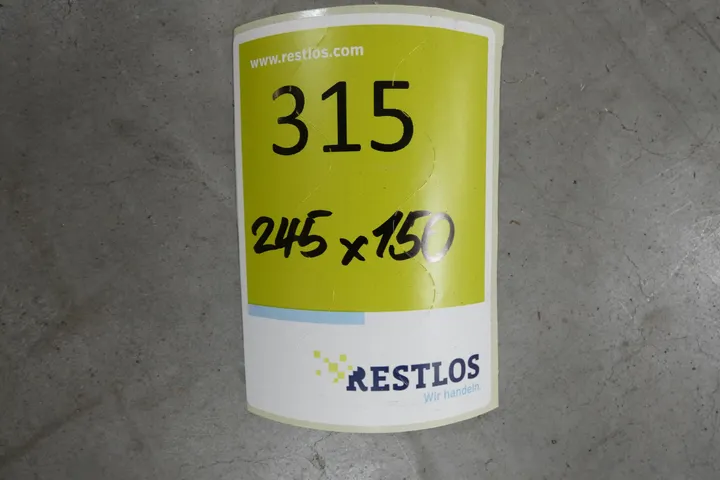 www.restlos.com
315
245 x 150
RESTLOS
Wir handeln.